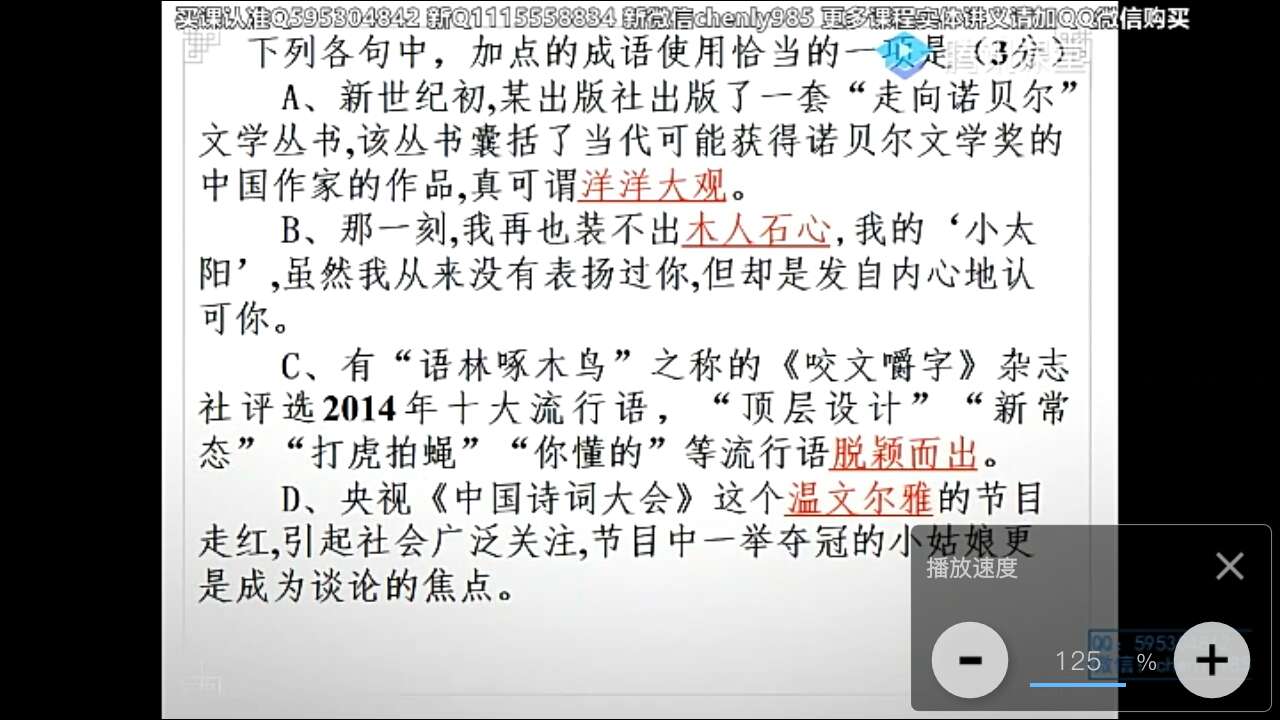 买课认准Q595304842 新Q1115558834 新微信chenly985 更多课程实体讲义请加QQ微信购买
下列各句中，加点的成语使用恰当的一项是（3分）
A、新世纪初,某出版社出版了一套“走向诺贝尔”
文学丛书,该丛书囊括了当代可能获得诺贝尔文学奖的
中国作家的作品,真可谓洋洋大观。
B、那一刻,我再也装不出木人石心,我的‘小太
阳’,虽然我从来没有表扬过你,但却是发自内心地认
可你。
C、有“语林啄木鸟”之称的《咬文嚼字》杂志
社评选2014年十大流行语，“顶层设计”“新常
态”“打虎拍蝇”“你懂的”等流行语脱颖而出。
D、央视《中国诗词大会》这个温文尔雅的节目
走红,引起社会广泛关注,节目中一举夺冠的小姑娘更
是成为谈论的焦点。
播放速度
125 %